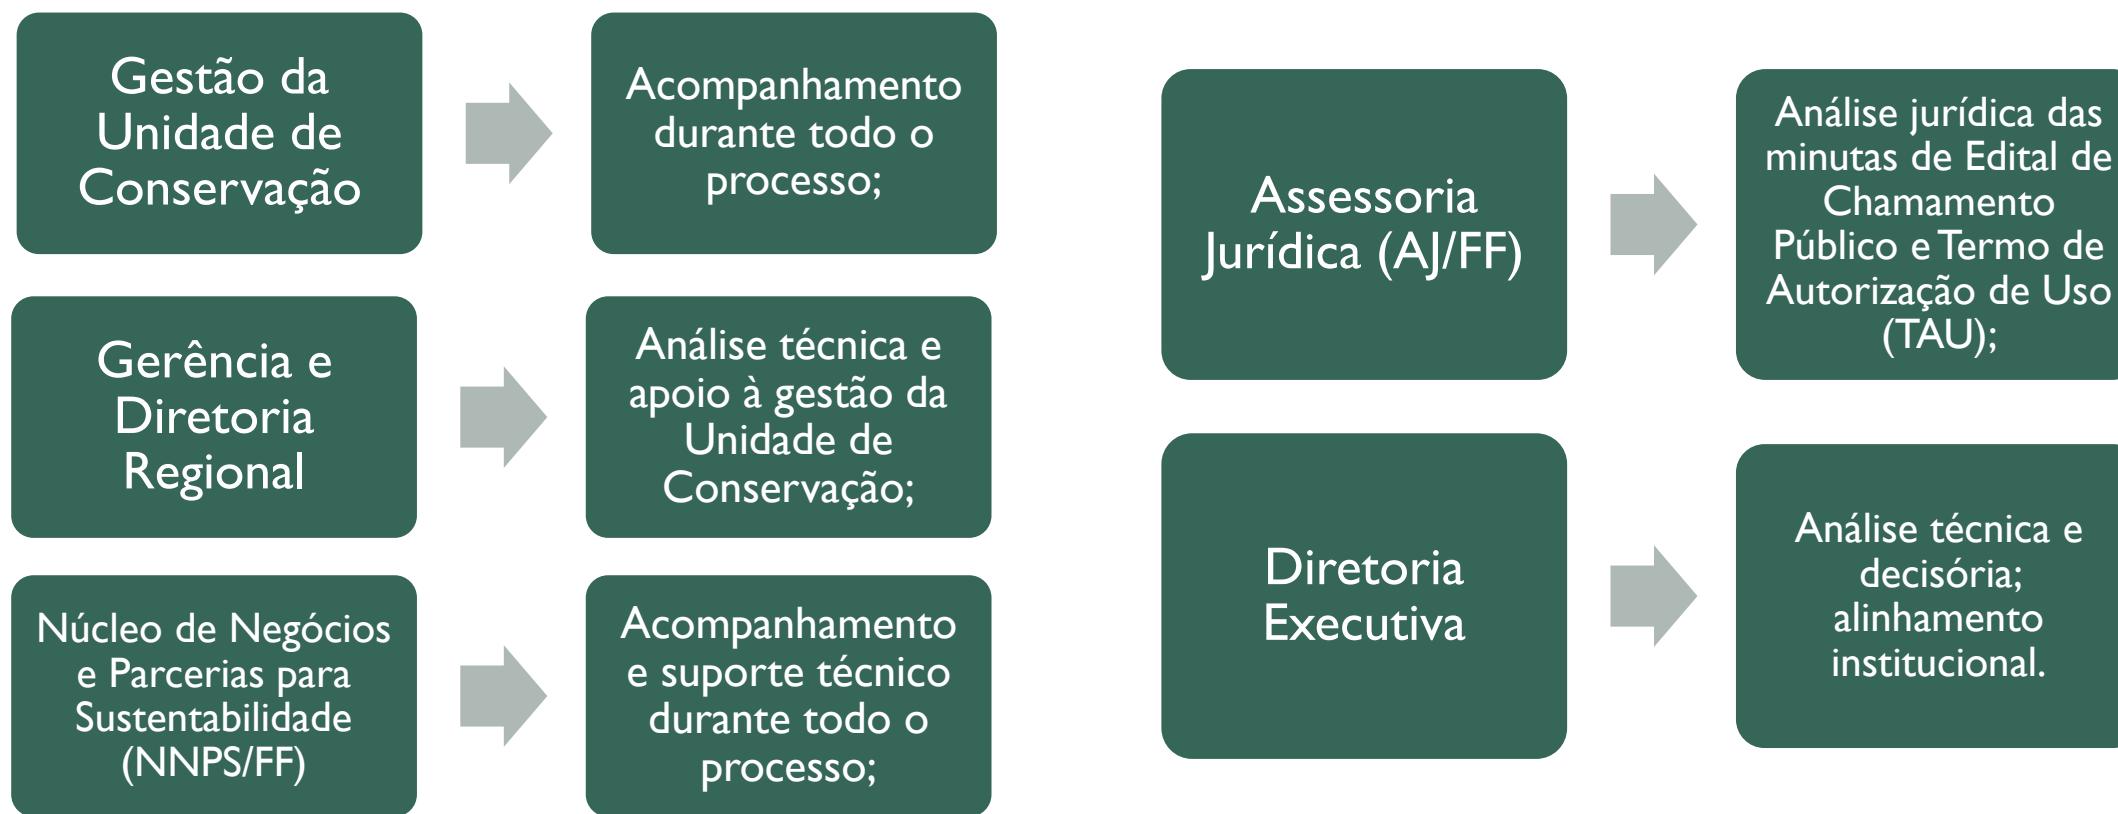 Gestão da
Unidade de
Conservação
Acompanhamento
durante todo o
processo;
Gerência e
Diretoria
Regional
Análise técnica e
apoio à gestão da
Unidade de
Conservação;
Núcleo de Negócios
e Parcerias para
Sustentabilidade
(NNPS/FF)
Acompanhamento
e suporte técnico
durante todo o
processo;
Assessoria
Jurídica (AJ/FF)
Análise jurídica das
minutas de Edital de
Chamamento
Público e Termo de
Autorização de Uso
(TAU);
Diretoria
Executiva
Análise técnica e
decisória;
alinhamento
institucional.